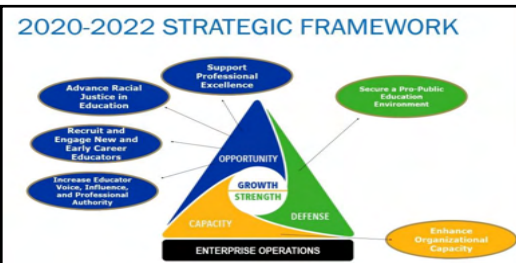 2020-2022 STRATEGIC FRAMEWORK
Support
Professional
Excellence
Advance Racial
Justice in
Education
Secure a Pro-Public
Education
Environment
Recruit and
Engage New and
Early Career
Educators
OPPORTUNITY
Increase Educator
Voice, Influence,
and Professional
Authority
GROWTH
STRENGTH
CAPACITY
DEFENSE
Enhance
Organizational
Capacity
ENTERPRISE OPERATIONS